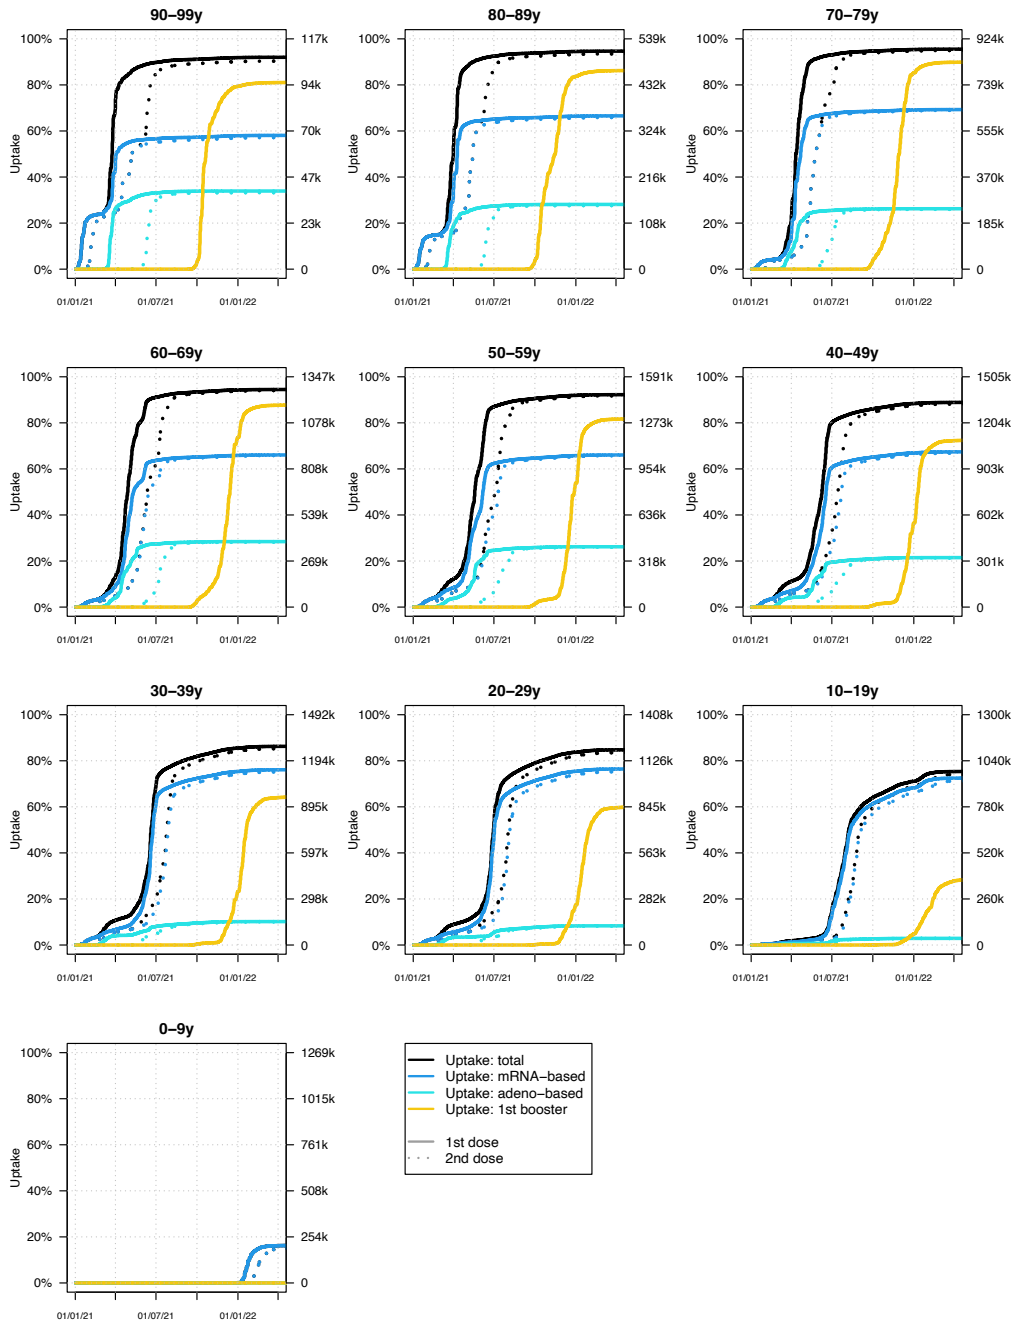 90–99y
80–89y
70–79y
100%
80%
60%
40%
20%
0%
Uptake
117k
94k
70k
47k
23k
0
01/01/21
01/07/21
01/01/22
100%
80%
60%
40%
20%
0%
Uptake
539k
432k
324k
216k
108k
0
01/01/21
01/07/21
01/01/22
100%
80%
60%
40%
20%
0%
Uptake
924k
739k
555k
370k
185k
0
01/01/21
01/07/21
01/01/22
60–69y
50–59y
40–49y
100%
80%
60%
40%
20%
0%
Uptake
1347k
1078k
808k
539k
269k
0
01/01/21
01/07/21
01/01/22
100%
80%
60%
40%
20%
0%
Uptake
1591k
1273k
954k
636k
318k
0
01/01/21
01/07/21
01/01/22
100%
80%
60%
40%
20%
0%
Uptake
1505k
1204k
903k
602k
301k
0
01/01/21
01/07/21
01/01/22
30–39y
20–29y
10–19y
100%
80%
60%
40%
20%
0%
Uptake
1492k
1194k
895k
597k
298k
0
01/01/21
01/07/21
01/01/22
100%
80%
60%
40%
20%
0%
Uptake
1408k
1126k
845k
563k
282k
0
01/01/21
01/07/21
01/01/22
100%
80%
60%
40%
20%
0%
Uptake
1300k
1040k
780k
520k
260k
0
01/01/21
01/07/21
01/01/22
0–9y
100%
80%
60%
40%
20%
0%
Uptake
1269k
1015k
761k
508k
254k
0
01/01/21
01/07/21
01/01/22
Uptake: total
Uptake: mRNA–based
Uptake: adeno–based
Uptake: 1st booster
1st dose
2nd dose